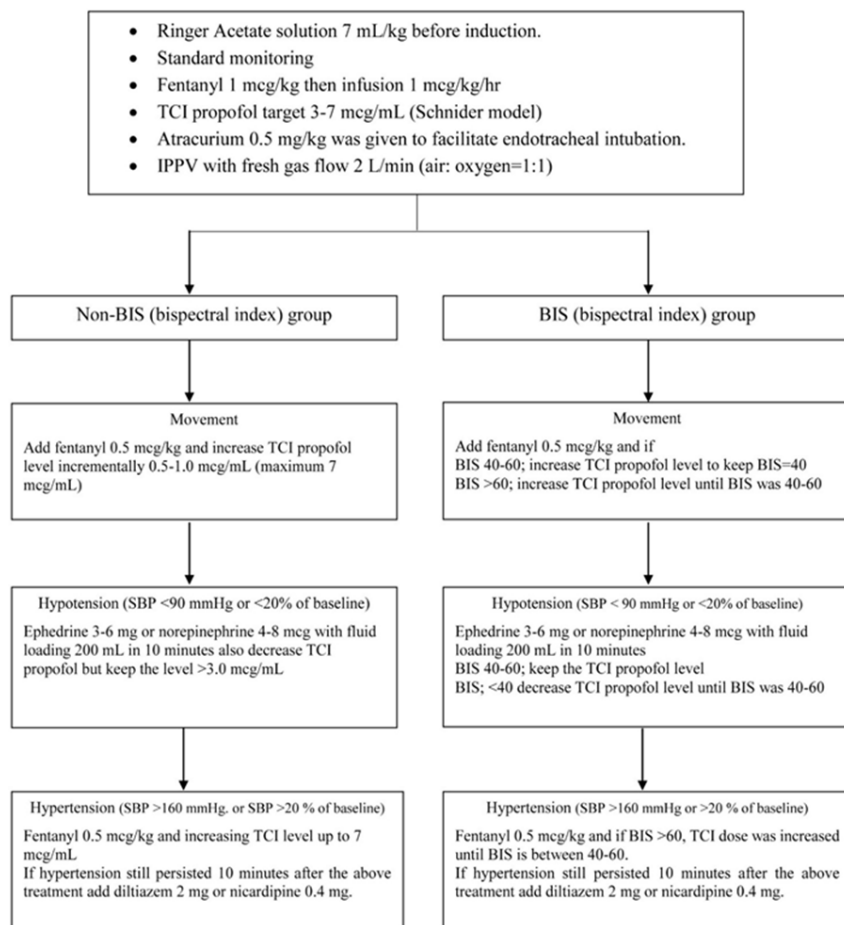 • Ringer Acetate solution 7 mL/kg before induction.
• Standard monitoring
• Fentanyl 1 mcg/kg then infusion 1 mcg/kg/hr
• TCI propofol target 3-7 mcg/mL (Schnider model)
• Atracurium 0.5 mg/kg was given to facilitate endotracheal intubation.
• IPPV with fresh gas flow 2 L/min (air: oxygen=1:1)
Non-BIS (bispectral index) group
Movement
Add fentanyl 0.5 mcg/kg and increase TCI propofol
level incrementally 0.5-1.0 mcg/mL (maximum 7
mcg/mL)
Hypotension (SBP <90 mmHg or <20% of baseline)
Ephedrine 3-6 mg or norepinephrine 4-8 mcg with fluid
loading 200 mL in 10 minutes also decrease TCI
propofol but keep the level >3.0 mcg/mL
Hypertension (SBP >160 mmHg. or SBP >20 % of baseline)
Fentanyl 0.5 mcg/kg and increasing TCI level up to 7
mcg/mL
If hypertension still persisted 10 minutes after the above
treatment add diltiazem 2 mg or nicardipine 0.4 mg.
BIS (bispectral index) group
Movement
Add fentanyl 0.5 mcg/kg and if
BIS 40-60; increase TCI propofol level to keep BIS=40
BIS >60; increase TCI propofol level until BIS was 40-60
Hypotension (SBP < 90 mmHg or <20% of baseline)
Ephedrine 3-6 mg or norepinephrine 4-8 mcg with fluid
loading 200 mL in 10 minutes
BIS 40-60; keep the TCI propofol level
BIS; <40 decrease TCI propofol level until BIS was 40-60
Hypertension (SBP >160 mmHg or >20 % of baseline)
Fentanyl 0.5 mcg/kg and if BIS >60, TCI dose was increased
until BIS is between 40-60.
If hypertension still persisted 10 minutes after the above
treatment add diltiazem 2 mg or nicardipine 0.4 mg.